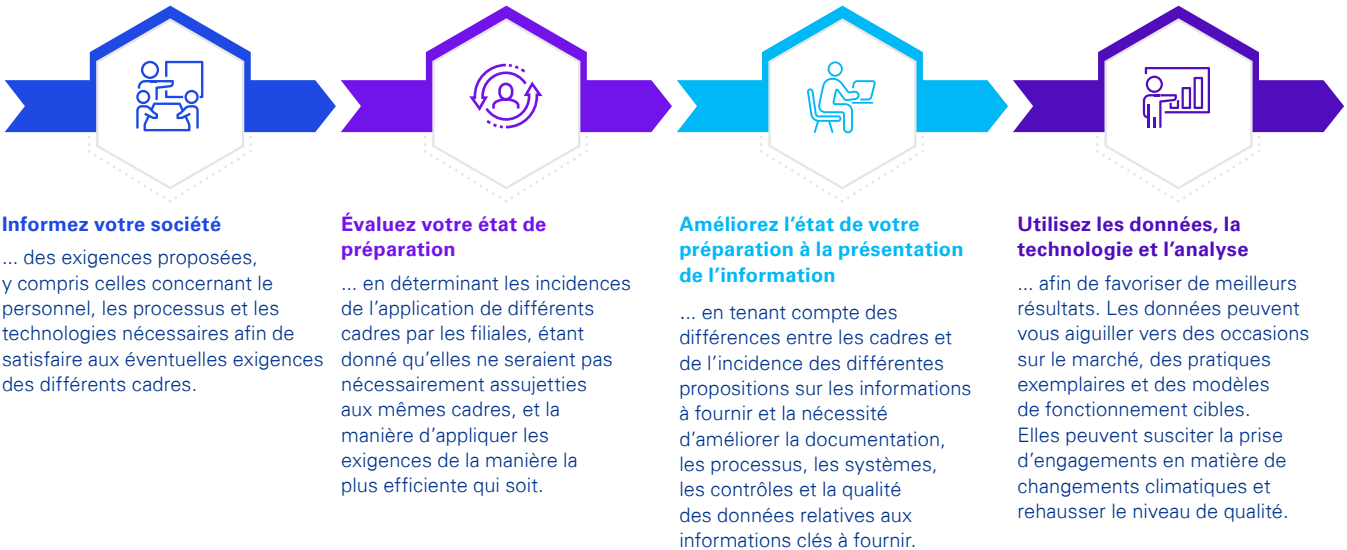 Informez votre société
... des exigences proposées,
y compris celles concernant le
personnel, les processus et les
technologies nécessaires afin de
satisfaire aux éventuelles exigences
des différents cadres.
Évaluez votre état de
préparation
... en déterminant les incidences
de l’application de différents
cadres par les filiales, étant
donné qu’elles ne seraient pas
nécessairement assujetties
aux mêmes cadres, et la
manière d’appliquer les
exigences de la manière la
plus efficiente qui soit.
Améliorez l’état de votre
préparation à la présentation
de l’information
... en tenant compte des
différences entre les cadres et
de l’incidence des différentes
propositions sur les informations
à fournir et la nécessité
d’améliorer la documentation,
les processus, les systèmes,
les contrôles et la qualité
des données relatives aux
informations clés à fournir.
Utilisez les données, la
technologie et l’analyse
... afin de favoriser de meilleurs
résultats. Les données peuvent
vous aiguiller vers des occasions
sur le marché, des pratiques
exemplaires et des modèles
de fonctionnement cibles.
Elles peuvent susciter la prise
d’engagements en matière de
changements climatiques et
rehausser le niveau de qualité.